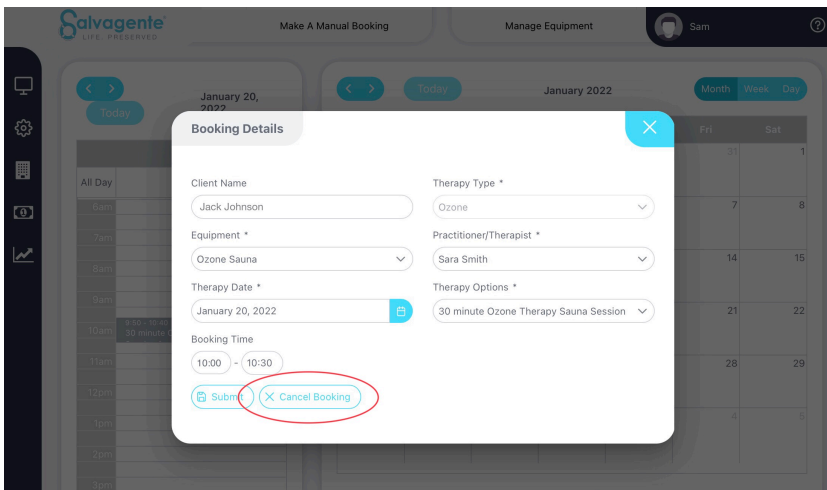 Salvagente
LIFE, PRESERVED
Make A Manual Booking
Manage Equipment
Sam
January 20, 2022
Today
Today
January 2022
Month Week Day
Fri Sat
31 1
All Day
6am
7am
8am
9am
10am
11am
12pm
1pm
2pm
3pm
30 minute
7 8
14 15
21 22
28 29
4 5
Booking Details
Client Name
Jack Johnson
Therapy Type *
Ozone
Equipment *
Ozone Sauna
Practitioner/Therapist *
Sara Smith
Therapy Date *
January 20, 2022
Therapy Options *
30 minute Ozone Therapy Sauna Session
Booking Time
10:00 - 10:30
Submit
Cancel Booking